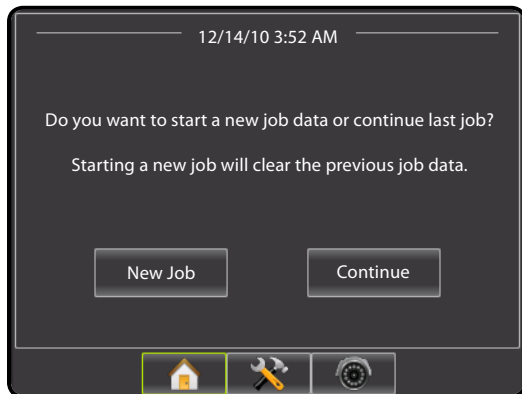 12/14/10 3:52 AM
Do you want to start a new job data or continue last job?
Starting a new job will clear the previous job data.
New Job
Continue